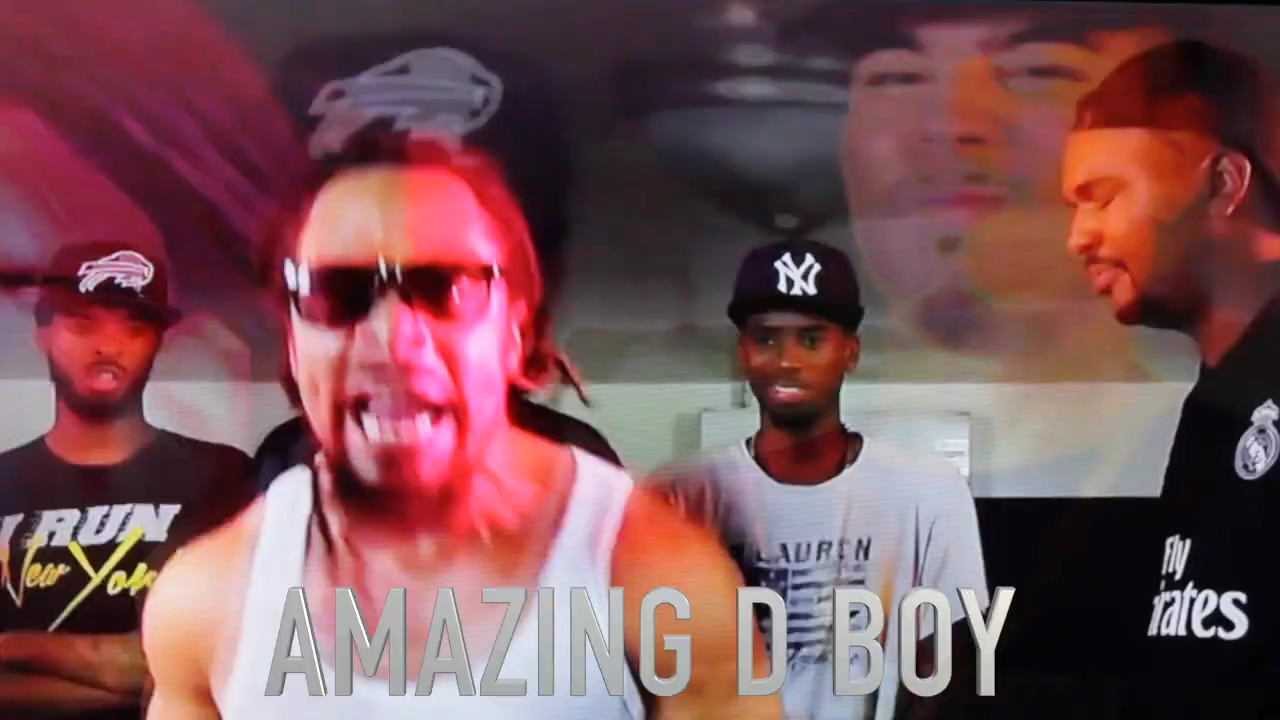 NY
I RUN
New York
LAUREN
Fly
irates
AMAZING D BOY